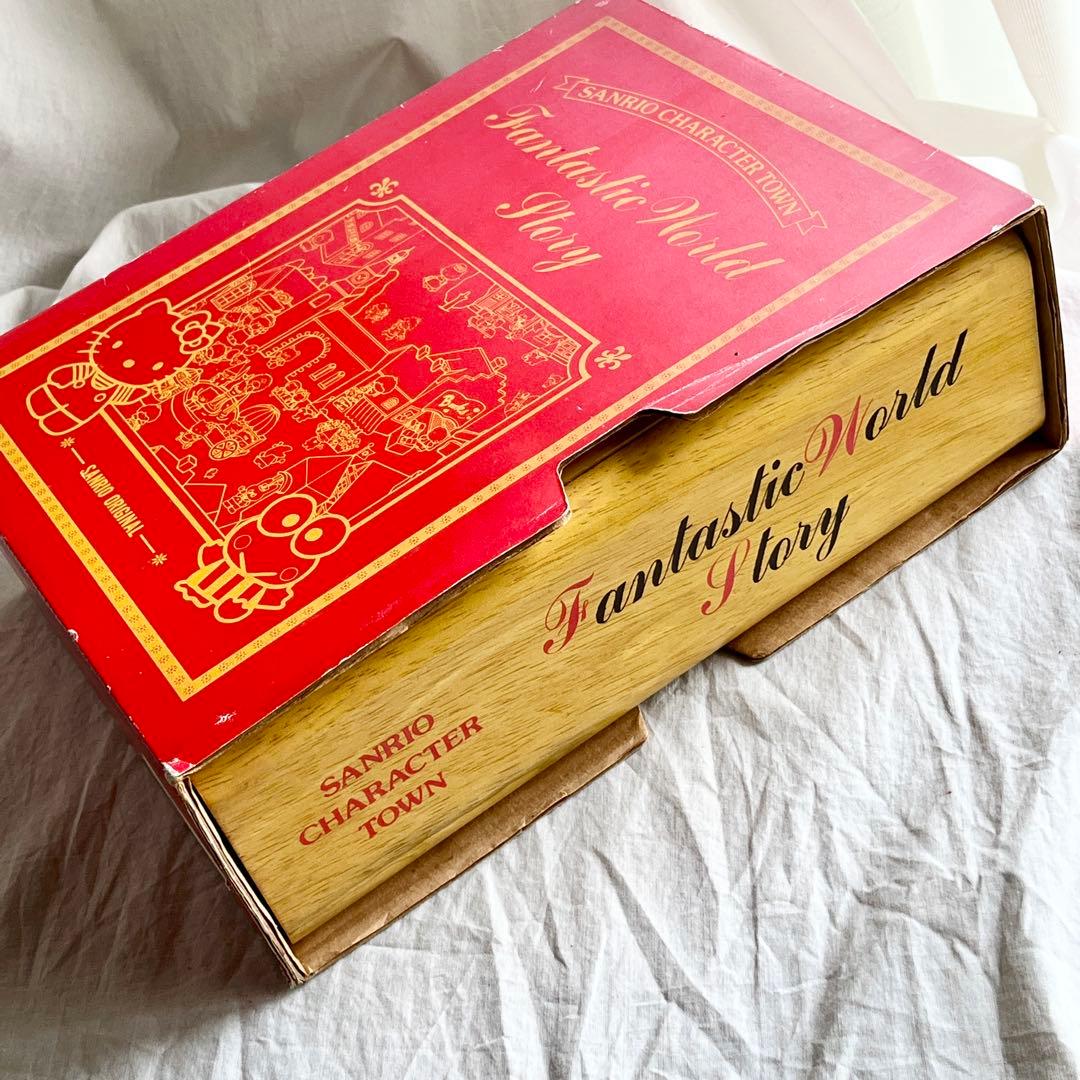 SANRIO CHARACTER TOWN
Fantastic World
Story
SANRIO ORIGINAL
Fantastic World
Story
SANRIO
CHARACTER
TOWN